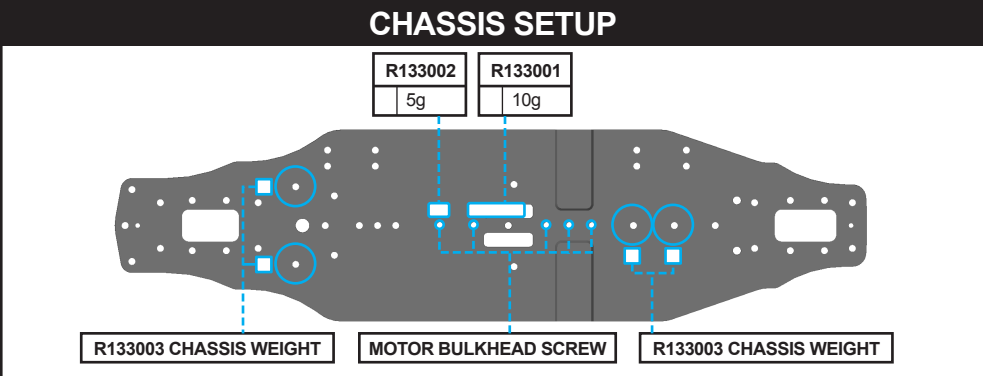 CHASSIS SETUP
R133002
5g
R133001
10g
R133003 CHASSIS WEIGHT
MOTOR BULKHEAD SCREW
R133003 CHASSIS WEIGHT